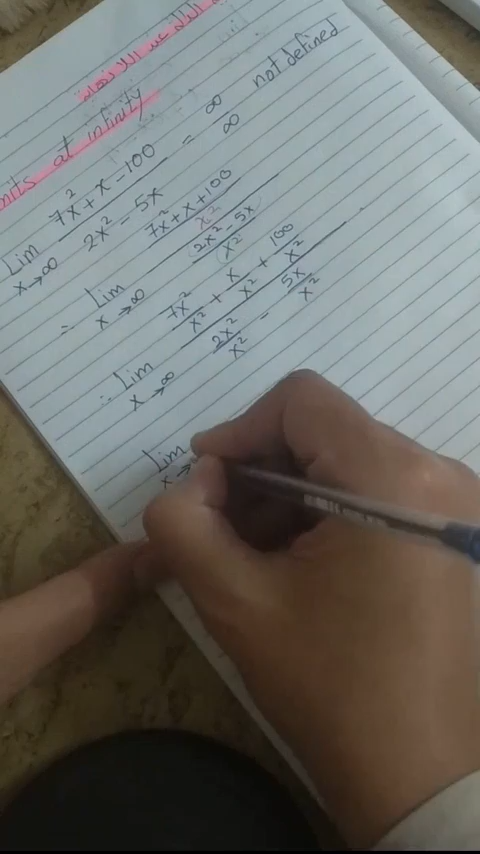 at infinity
Lim x→∞ (7x²+x-100)/(2x²-5x) = ∞/∞ not defined
∴ Lim x→∞ ((7x²+x+100)/x²)/((2x²-5x)/x²)
∴ Lim x→∞ (7x²/x² + x/x² + 100/x²)/(2x²/x² - 5x/x²)
Lim x→